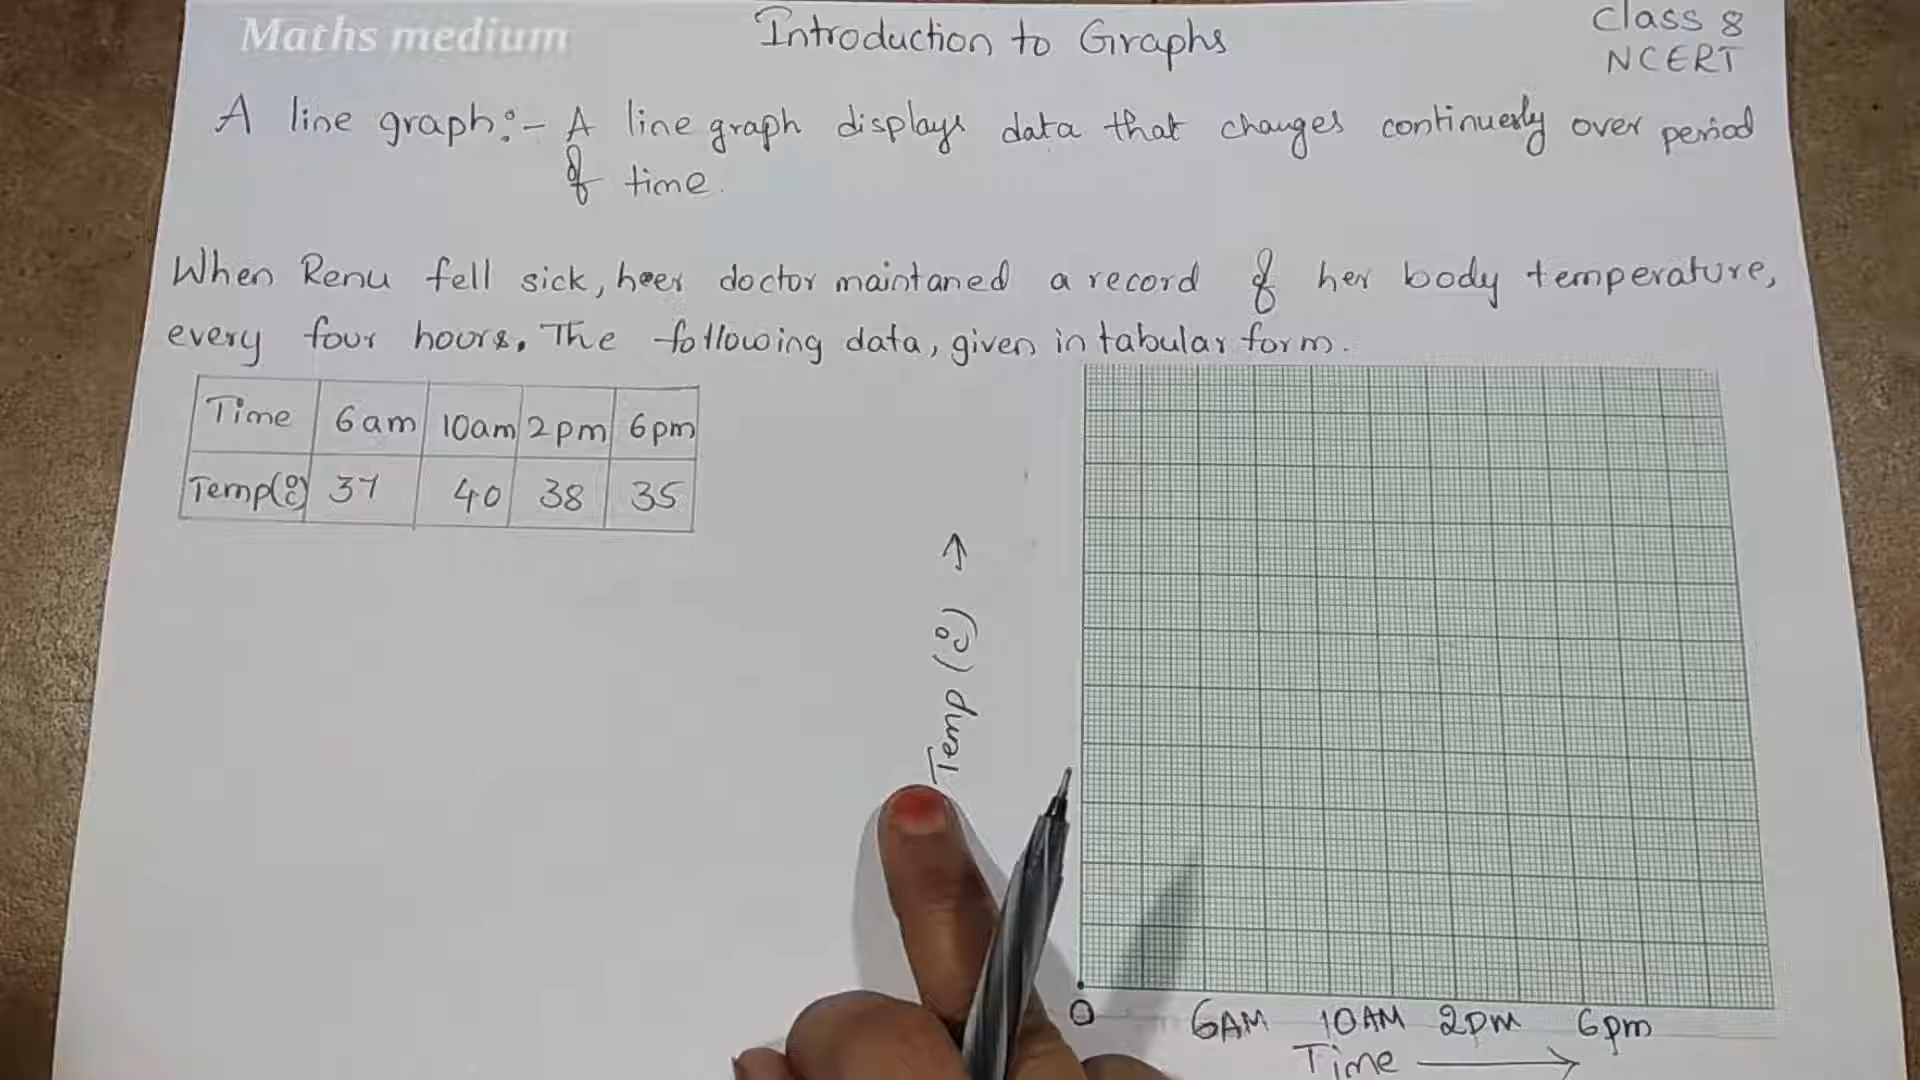 Maths medium
Introduction to Graphs
Class 8
NCERT
A line graph:- A line graph displays data that changes continuesly over period
of time.
When Renu fell sick, heer doctor maintaned a record of her body temperature,
every four hours. The following data, given in tabular form.
Time 6am 10am 2pm 6pm
Temp(°C) 37 40 38 35
Temp (°C) →
0 6AM 10AM 2pm 6pm
Time →